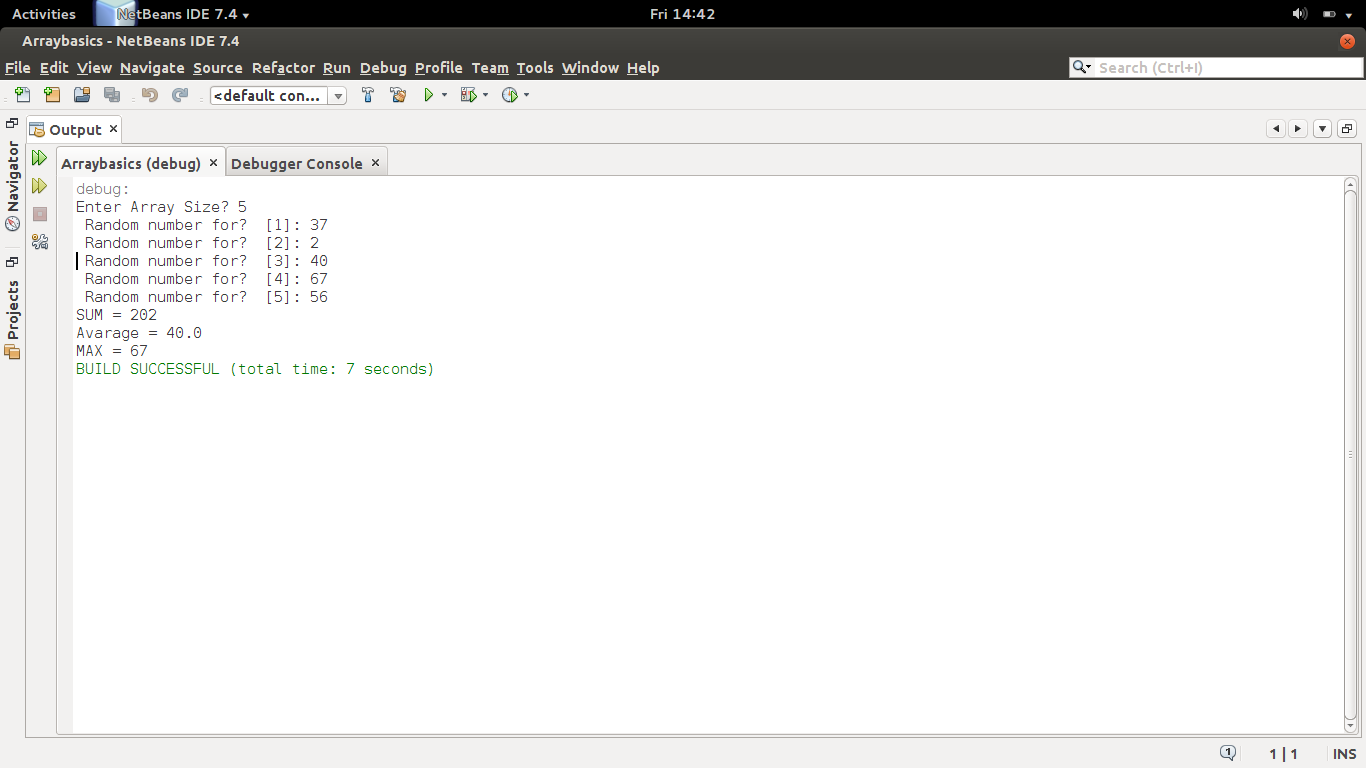 Activities NetBeans IDE 7.4 Fri 14:42
Arraybasics - NetBeans IDE 7.4
File Edit View Navigate Source Refactor Run Debug Profile Team Tools Window Help Search (Ctrl+I)
<default con...
Output
Navigator
Projects
Arraybasics (debug) Debugger Console
debug:
Enter Array Size? 5
Random number for?  [1]: 37
Random number for?  [2]: 2
Random number for?  [3]: 40
Random number for?  [4]: 67
Random number for?  [5]: 56
SUM = 202
Avarage = 40.0
MAX = 67
BUILD SUCCESSFUL (total time: 7 seconds)
1 1 | 1 INS